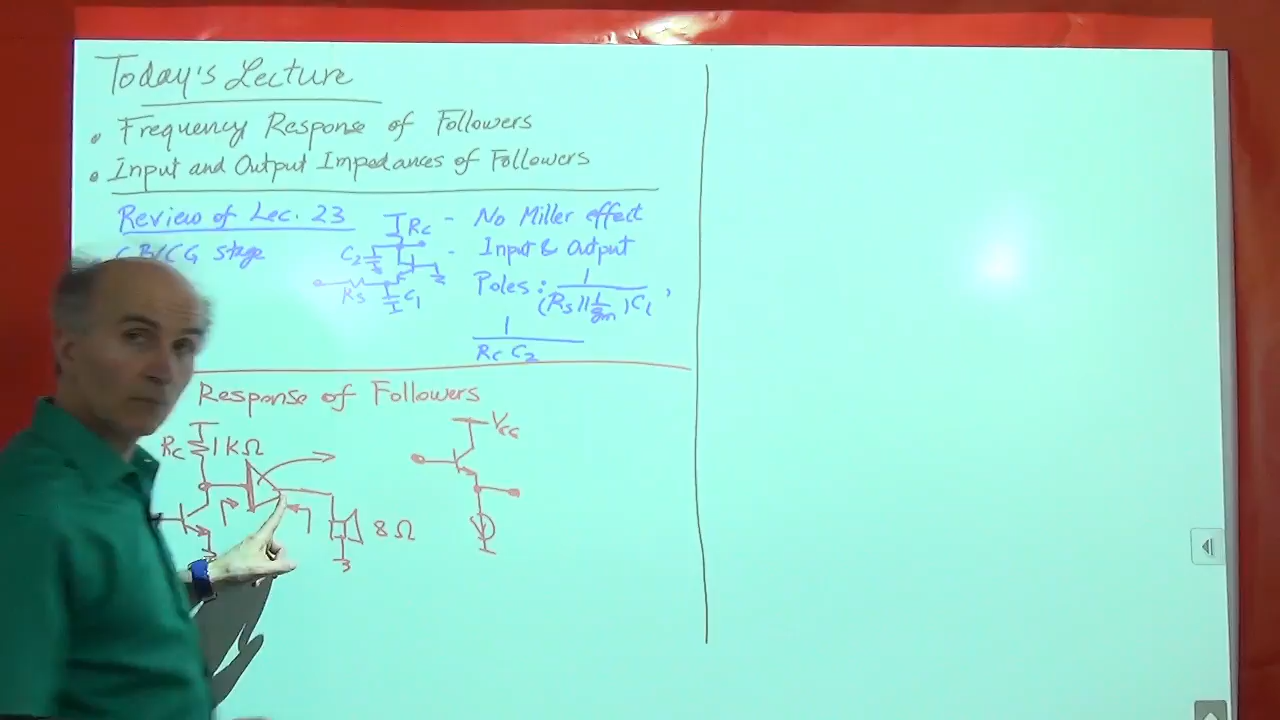 Today's Lecture
• Frequency Response of Followers
• Input and Output Impedances of Followers
Review of Lec. 23
CB/CG stage
RC
C2
RS
C1
- No Miller effect
- Input & Output
Poles : 1 / (RS || 1/gm) C1 ,
1 / RC C2
Response of Followers
RC 1 KΩ
8 Ω
VCC